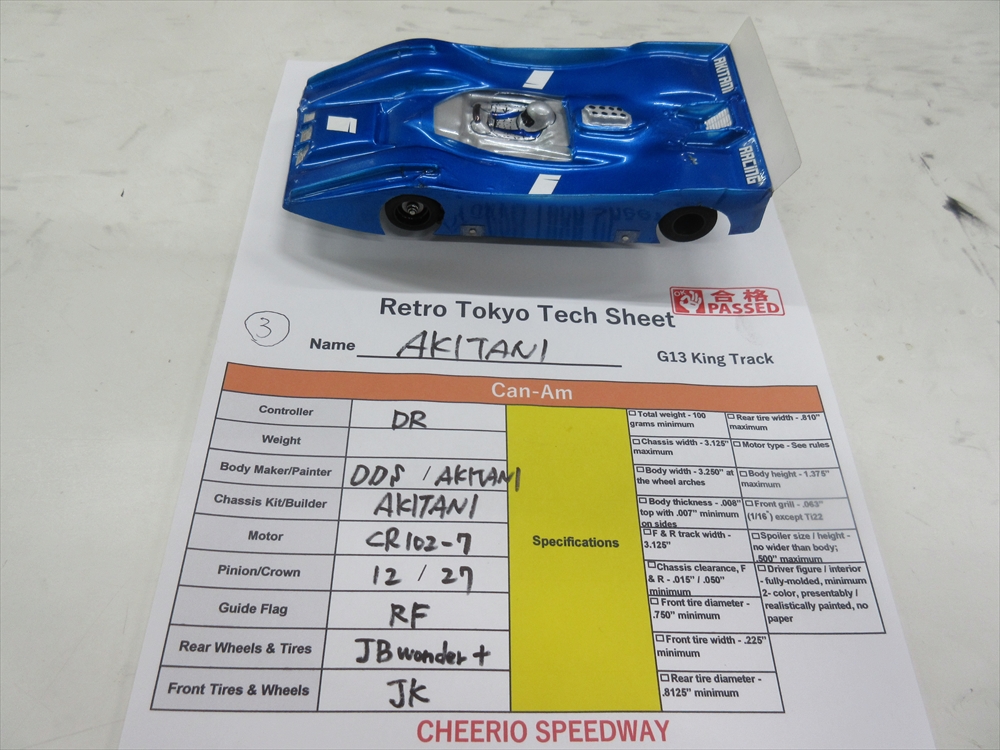 5
AKITANI
RACING
Retro Tokyo Tech Sheet
合格
PASSED
3
Name AKITANI
G13 King Track
Can-Am
Controller DR
Weight
Body Maker/Painter DDS / AKITANI
Chassis Kit/Builder AKITANI
Motor CR102-7
Pinion/Crown 12 / 27
Guide Flag RF
Rear Wheels & Tires JB wonder +
Front Tires & Wheels JK
Specifications
Total weight - 100
grams minimum
Chassis width - 3.125"
maximum
Body width - 3.250" at
the wheel arches
Body thickness - .008"
top with .007" minimum
on sides
F & R track width -
3.125"
Chassis clearance, F
& R - .015" / .050"
minimum
Front tire diameter -
.750" minimum
Front tire width - .225"
minimum
Rear tire diameter -
.8125" minimum
Rear tire width - .810"
maximum
Motor type - See rules
Body height - 1.375"
maximum
Front grill - .063"
(1/16") except Ti22
Spoiler size / height -
no wider than body;
.500" maximum
Driver figure / interior
- fully-molded, minimum
2- color, presentably /
realistically painted, no
paper
CHEERIO SPEEDWAY